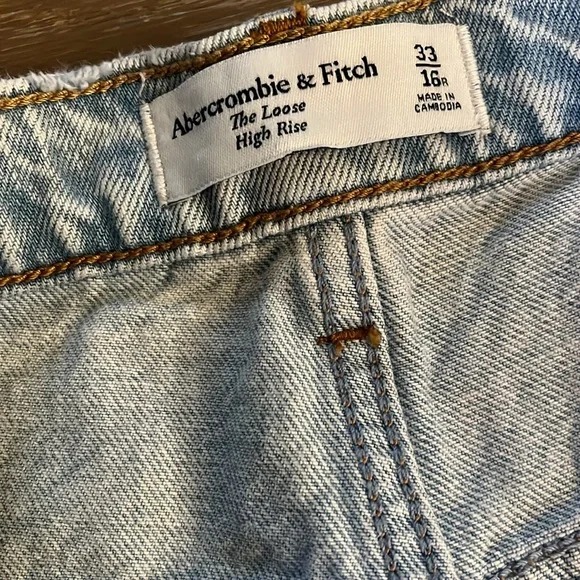 Abercrombie & Fitch
The Loose
High Rise
33
16R
MADE IN
CAMBODIA